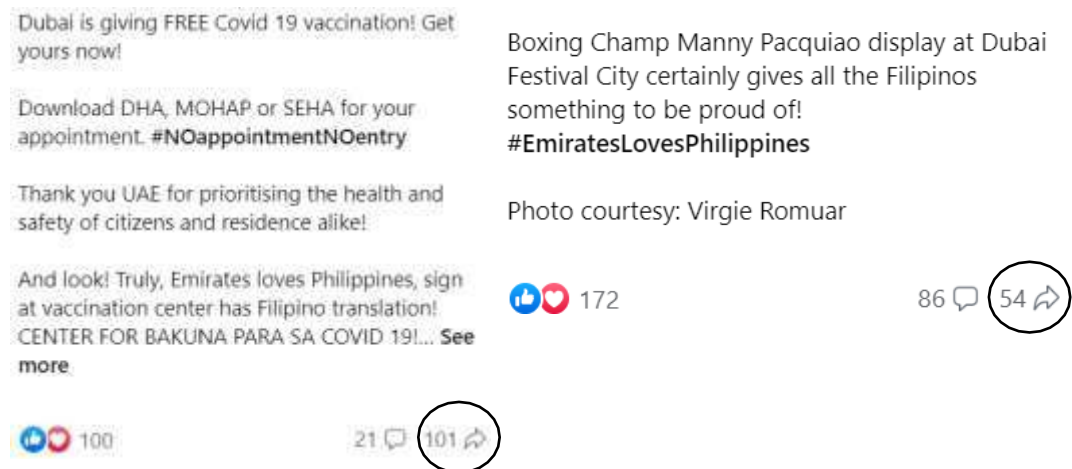 Dubai is giving FREE Covid 19 vaccination! Get
yours now!
Download DHA, MOHAP or SEHA for your
appointment. #NOappointmentNOentry
Thank you UAE for prioritising the health and
safety of citizens and residence alike!
And look! Truly, Emirates loves Philippines, sign
at vaccination center has Filipino translation!
CENTER FOR BAKUNA PARA SA COVID 19!... See
more
100
21
101
Boxing Champ Manny Pacquiao display at Dubai
Festival City certainly gives all the Filipinos
something to be proud of!
#EmiratesLovesPhilippines
Photo courtesy: Virgie Romuar
172
86
54